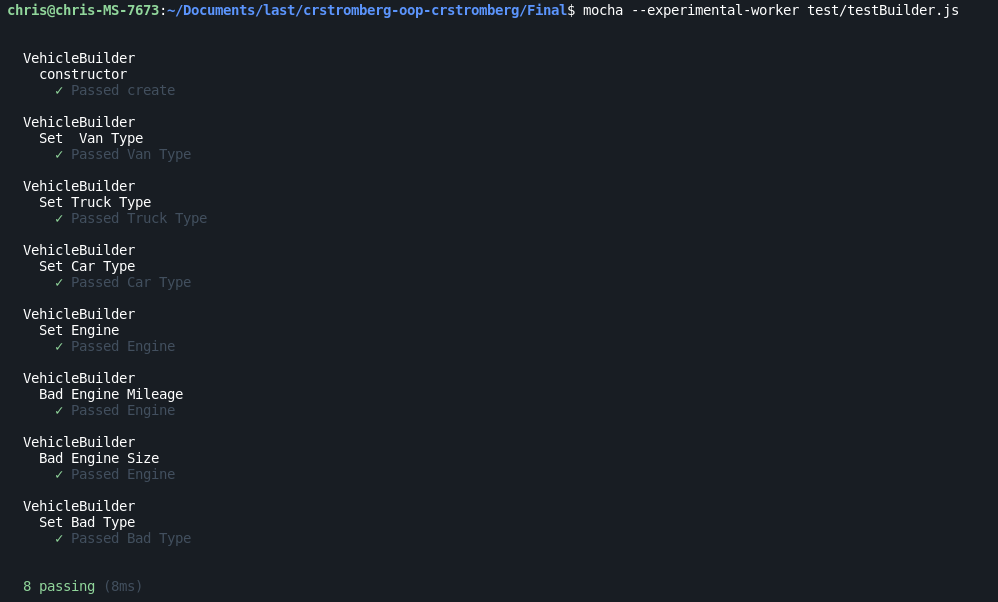 chris@chris-MS-7673:~/Documents/last/crstromberg-oop-crstromberg/Final$ mocha --experimental-worker test/testBuilder.js
VehicleBuilder
constructor
✓ Passed create
VehicleBuilder
Set  Van Type
✓ Passed Van Type
VehicleBuilder
Set Truck Type
✓ Passed Truck Type
VehicleBuilder
Set Car Type
✓ Passed Car Type
VehicleBuilder
Set Engine
✓ Passed Engine
VehicleBuilder
Bad Engine Mileage
✓ Passed Engine
VehicleBuilder
Bad Engine Size
✓ Passed Engine
VehicleBuilder
Set Bad Type
✓ Passed Bad Type
8 passing (8ms)